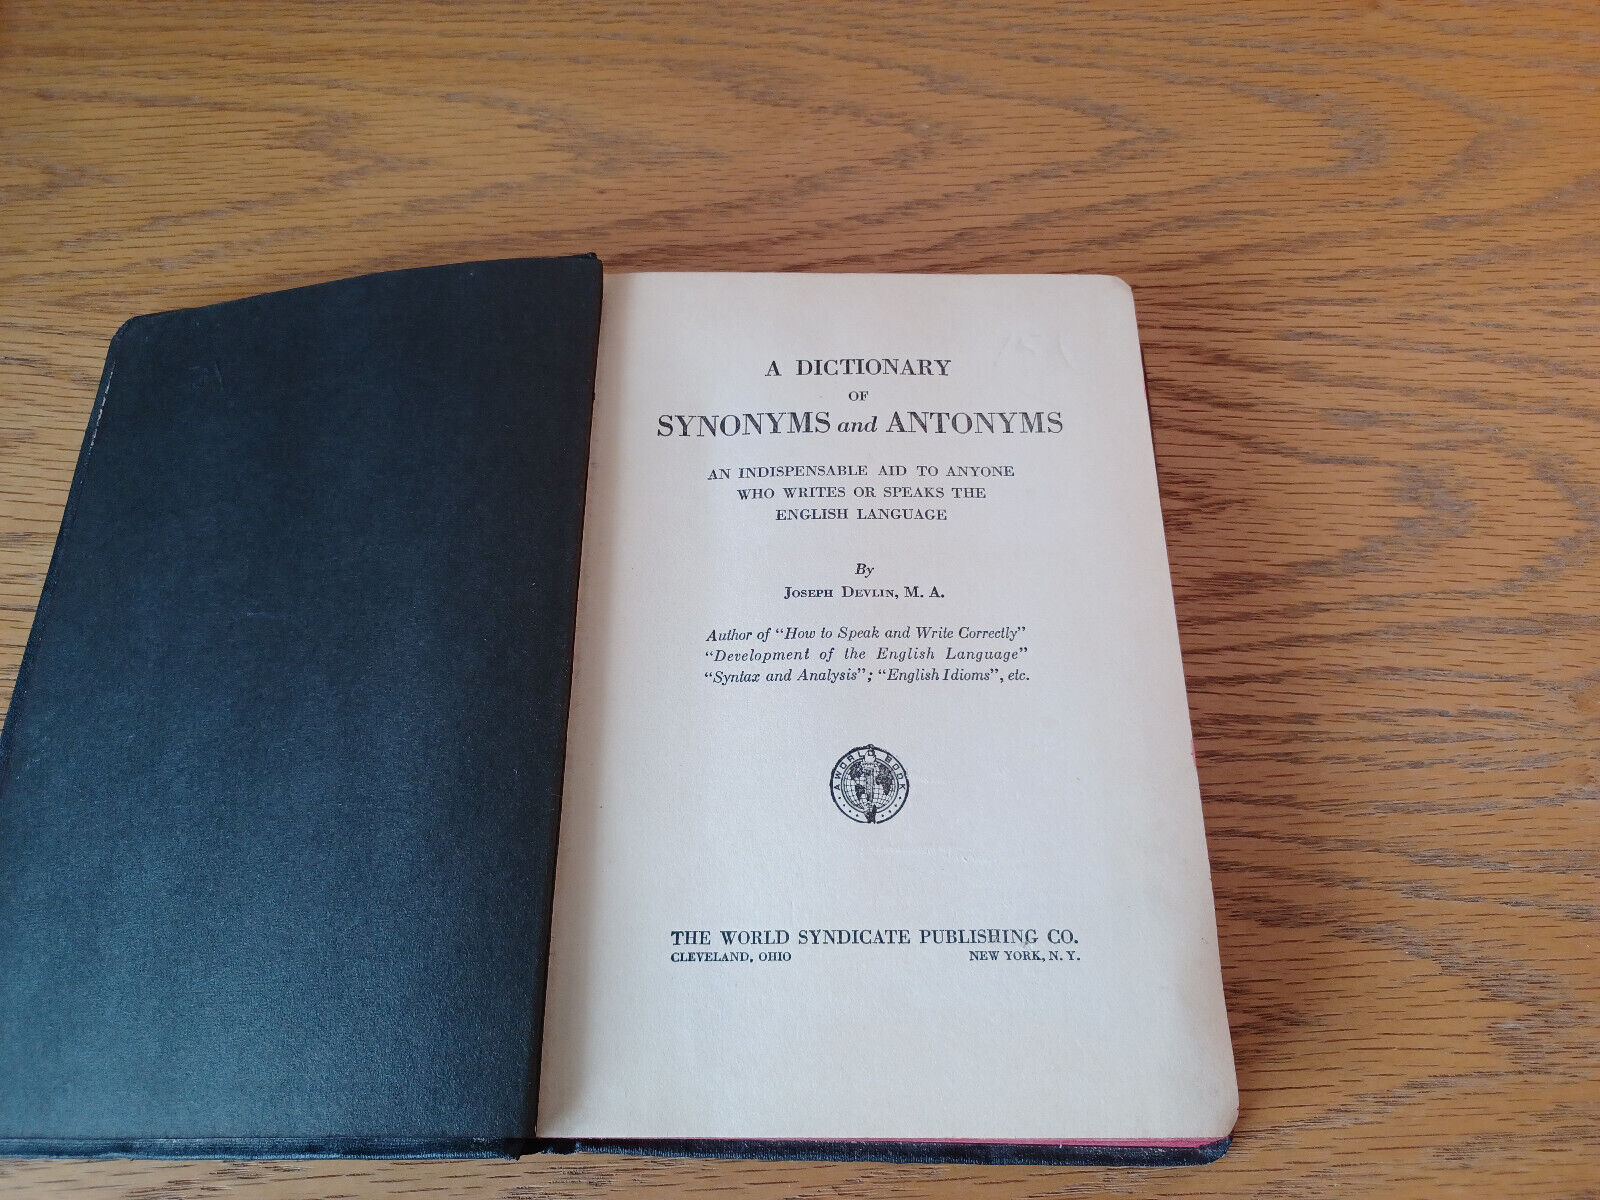 A DICTIONARY
OF
SYNONYMS and ANTONYMS
AN INDISPENSABLE AID TO ANYONE
WHO WRITES OR SPEAKS THE
ENGLISH LANGUAGE
By
JOSEPH DEVLIN, M. A.
Author of "How to Speak and Write Correctly"
"Development of the English Language"
"Syntax and Analysis"; "English Idioms", etc.
A WORLD BOOK
THE WORLD SYNDICATE PUBLISHING CO.
CLEVELAND, OHIO NEW YORK, N. Y.